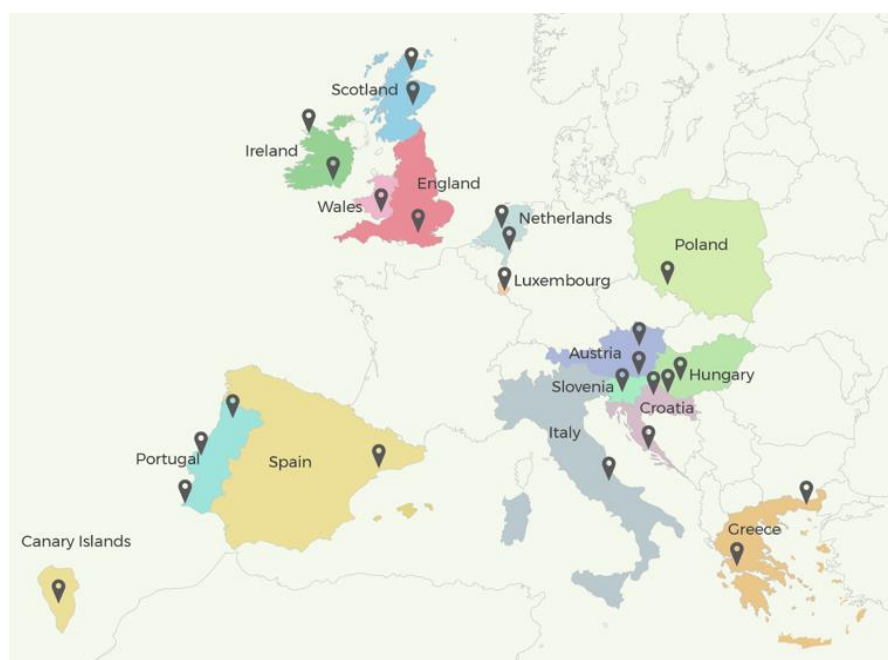 Scotland
Ireland
England
Wales
Netherlands
Poland
Luxembourg
Austria
Hungary
Slovenia
Croatia
Italy
Portugal
Spain
Greece
Canary Islands